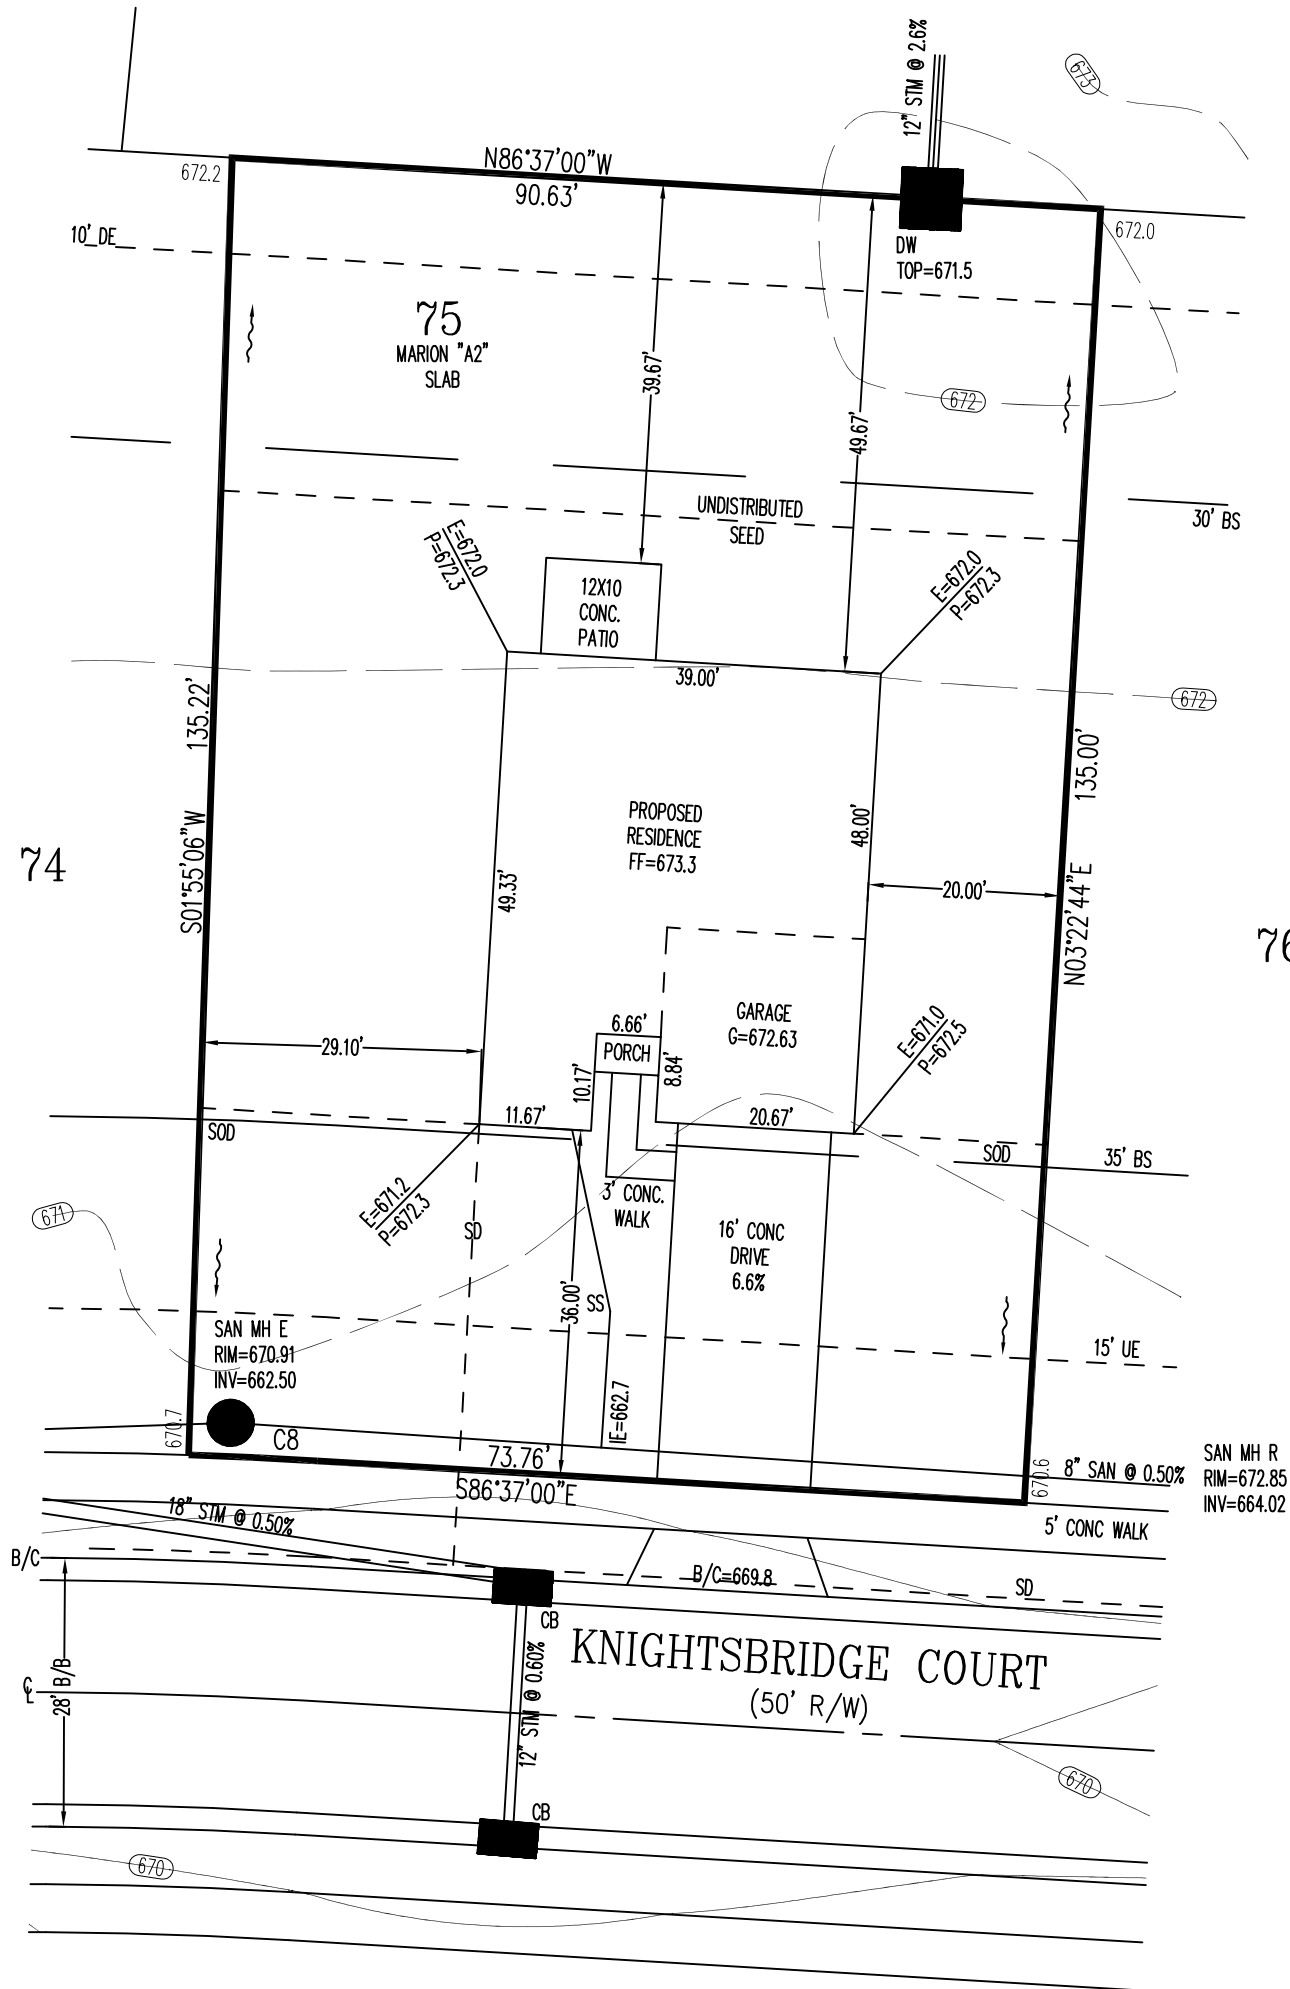 12" STM @ 2.6%
673
N86°37'00"W
90.63'
672.2
672.0
10' DE
DW
TOP=671.5
75
MARION "A2"
SLAB
39.67'
49.67'
672
UNDISTRIBUTED
SEED
30' BS
E=672.0
P=672.3
12X10
CONC.
PATIO
E=672.0
P=672.3
39.00'
672
S01°55'06"W 135.22'
N03°22'44"E 135.00'
74
PROPOSED
RESIDENCE
FF=673.3
49.33'
48.00'
20.00'
76
GARAGE
G=672.63
6.66'
PORCH
8.84'
10.17'
29.10'
E=671.0
P=672.5
11.67'
20.67'
SOD
SOD
35' BS
671
E=671.2
P=672.3
SD
3' CONC.
WALK
16' CONC
DRIVE
6.6%
36.00'
SS
15' UE
SAN MH E
RIM=670.91
INV=662.50
IE=662.7
670.7
C8
73.76'
S86°37'00"E
670.6
8" SAN @ 0.50%
SAN MH R
RIM=672.85
INV=664.02
18" STM @ 0.50%
5' CONC WALK
B/C
B/C=669.8
SD
CB
KNIGHTSBRIDGE COURT
(50' R/W)
28' B/B
12" STM @ 0.60%
CL
670
CB
670